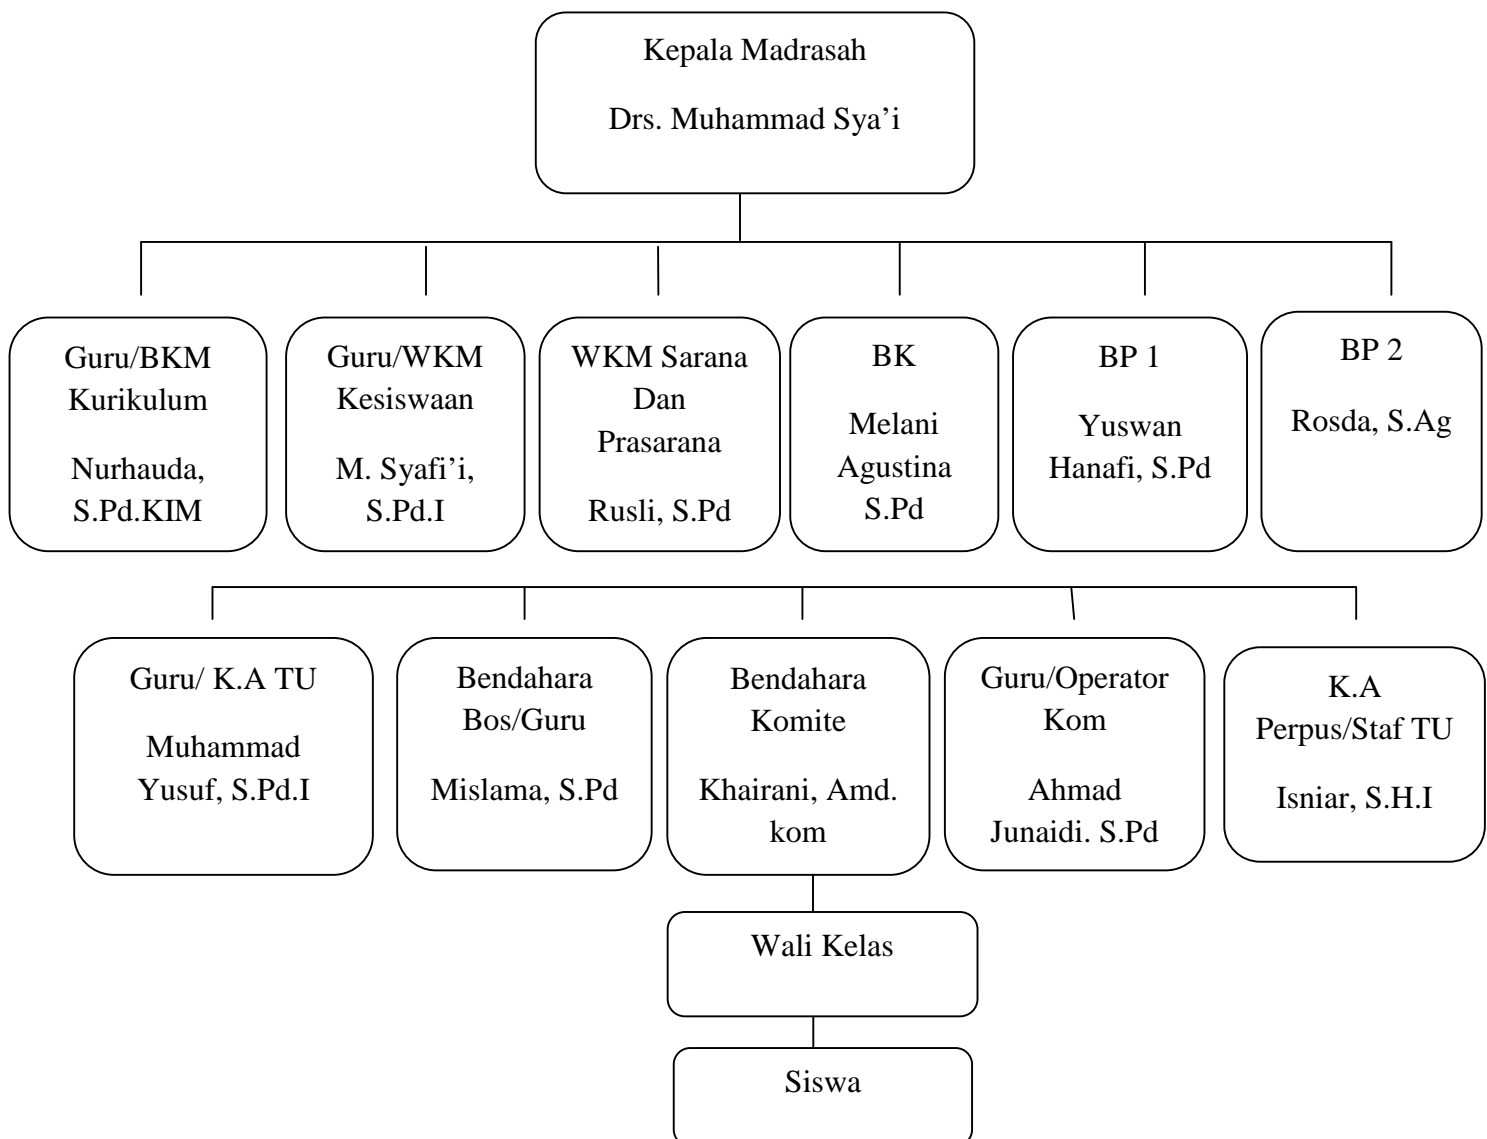 Kepala Madrasah
Drs. Muhammad Sya’i
Guru/BKM
Kurikulum
Nurhauda,
S.Pd.KIM
Guru/WKM
Kesiswaan
M. Syafi’i,
S.Pd.I
WKM Sarana
Dan
Prasarana
Rusli, S.Pd
BK
Melani
Agustina
S.Pd
BP 1
Yuswan
Hanafi, S.Pd
BP 2
Rosda, S.Ag
Guru/ K.A TU
Muhammad
Yusuf, S.Pd.I
Bendahara
Bos/Guru
Mislama, S.Pd
Bendahara
Komite
Khairani, Amd.
kom
Guru/Operator
Kom
Ahmad
Junaidi. S.Pd
K.A
Perpus/Staf TU
Isniar, S.H.I
Wali Kelas
Siswa